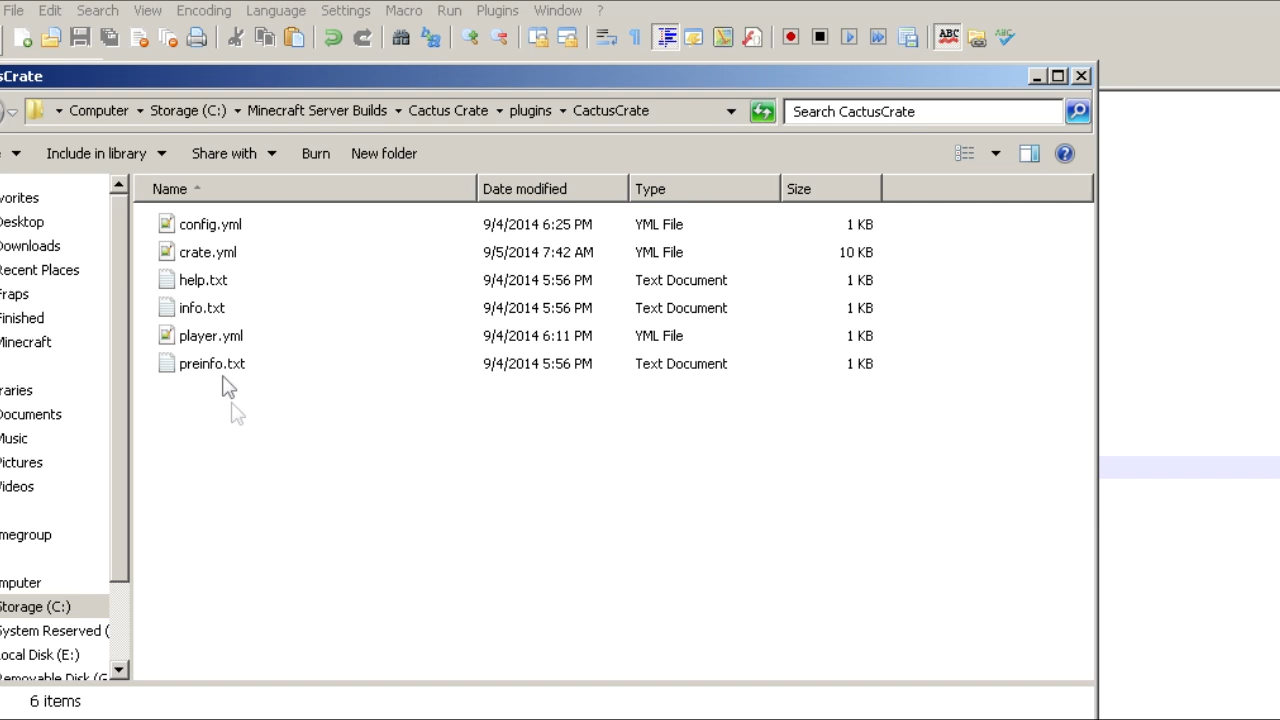 File Edit Search View Encoding Language Settings Macro Run Plugins Window ?
ABC ABC
sCrate
Computer Storage (C:) Minecraft Server Builds Cactus Crate plugins CactusCrate Search CactusCrate
Include in library Share with Burn New folder
Name Date modified Type Size
config.yml 9/4/2014 6:25 PM YML File 1 KB
crate.yml 9/5/2014 7:42 AM YML File 10 KB
help.txt 9/4/2014 5:56 PM Text Document 1 KB
info.txt 9/4/2014 5:56 PM Text Document 1 KB
player.yml 9/4/2014 6:11 PM YML File 1 KB
preinfo.txt 9/4/2014 5:56 PM Text Document 1 KB
vorites
Desktop
Downloads
Recent Places
Fraps
Finished
Minecraft
raries
Documents
Music
Pictures
Videos
megroup
mputer
Storage (C:)
System Reserved (
ocal Disk (E:)
Removable Disk (G
6 items